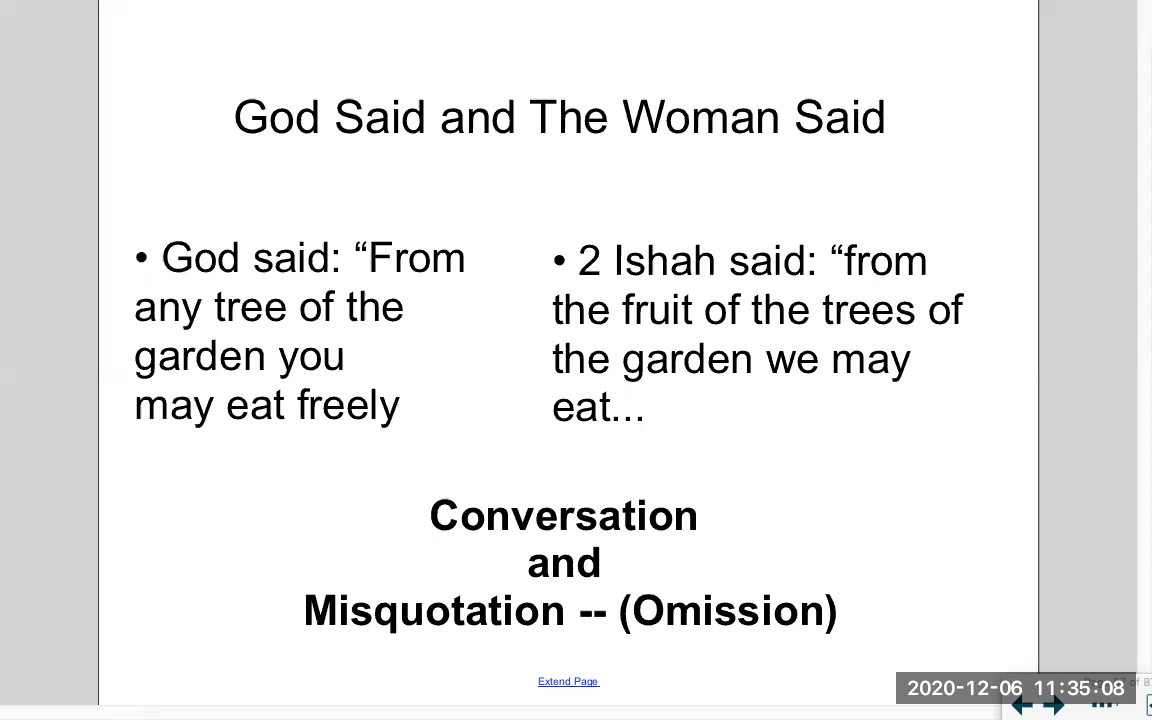 God Said and The Woman Said
• God said: “From
any tree of the
garden you
may eat freely
• 2 Ishah said: “from
the fruit of the trees of
the garden we may
eat...
Conversation
and
Misquotation -- (Omission)
Extend Page
2020-12-06 11:35:08